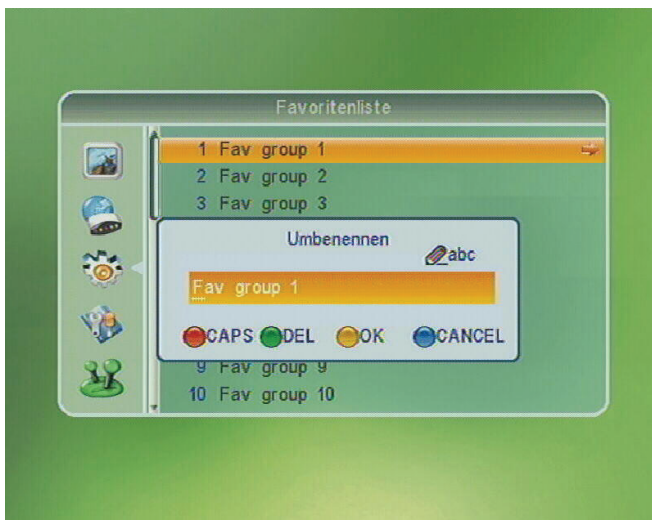 Favoritenliste
1 Fav group 1
2 Fav group 2
3 Fav group 3
Umbenennen
abc
Fav group 1
CAPS DEL OK CANCEL
9 Fav group 9
10 Fav group 10